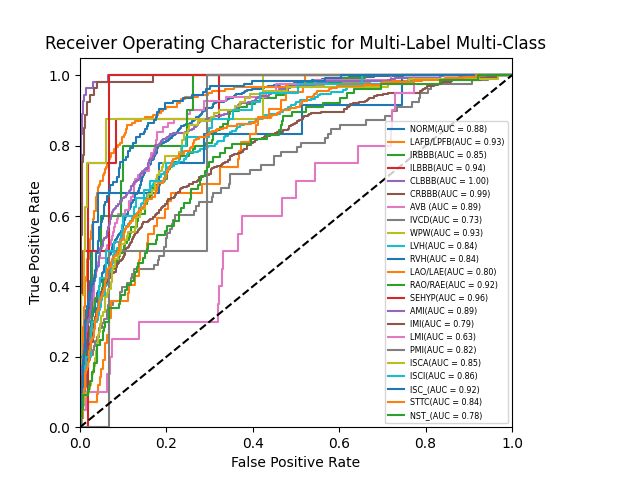 Receiver Operating Characteristic for Multi-Label Multi-Class
1.0
0.8
0.6
0.4
0.2
0.0
True Positive Rate
NORM(AUC = 0.88)
LAFB/LPFB(AUC = 0.93)
IRBBB(AUC = 0.85)
ILBBB(AUC = 0.94)
CLBBB(AUC = 1.00)
CRBBB(AUC = 0.99)
AVB (AUC = 0.89)
IVCD(AUC = 0.73)
WPW(AUC = 0.93)
LVH(AUC = 0.84)
RVH(AUC = 0.84)
LAO/LAE(AUC = 0.80)
RAO/RAE(AUC = 0.92)
SEHYP(AUC = 0.96)
AMI(AUC = 0.89)
IMI(AUC = 0.79)
LMI(AUC = 0.63)
PMI(AUC = 0.82)
ISCA(AUC = 0.85)
ISCI(AUC = 0.86)
ISC_(AUC = 0.92)
STTC(AUC = 0.84)
NST_(AUC = 0.78)
0.0 0.2 0.4 0.6 0.8 1.0
False Positive Rate